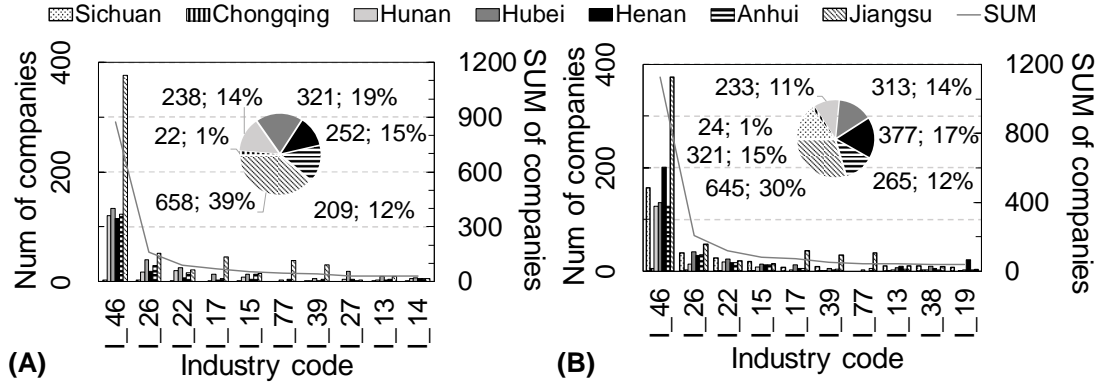 Sichuan Chongqing Hunan Hubei Henan Anhui Jiangsu SUM
Num of companies
400
200
0
238; 14%
321; 19%
22; 1%
252; 15%
658; 39%
209; 12%
1200
900
600
300
0
SUM of companies
I_46 I_26 I_22 I_17 I_15 I_77 I_39 I_27 I_13 I_14
Industry code
(A)
Num of companies
400
200
0
233; 11%
313; 14%
24; 1%
377; 17%
321; 15%
645; 30%
265; 12%
1200
800
400
0
SUM of companies
I_46 I_26 I_22 I_15 I_17 I_39 I_77 I_13 I_38 I_19
Industry code
(B)